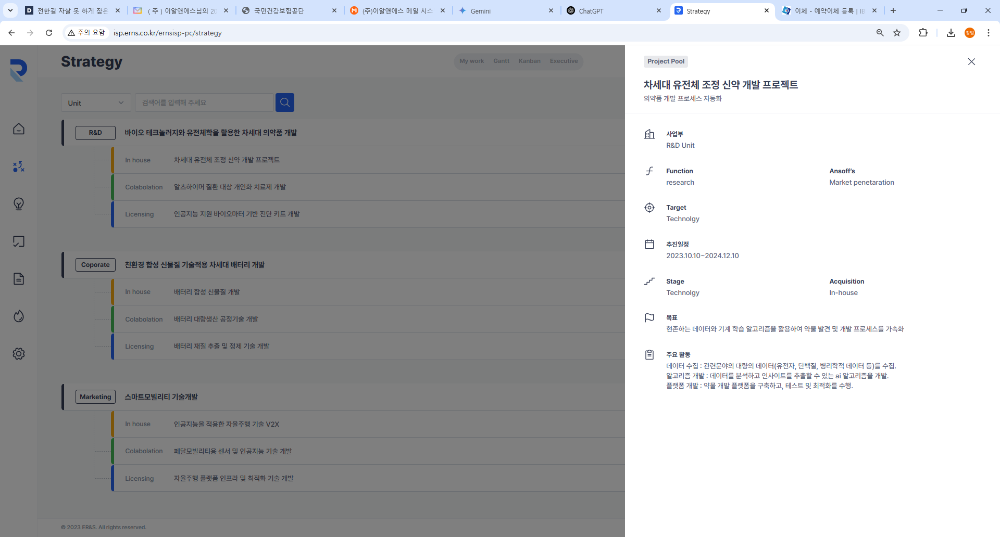 전한길 자살 못 하게 잡은
( 주 ) 이알앤에스님의 20
국민건강보험공단
(주)이알앤에스 메일 시스
Gemini
ChatGPT
Strategy
이체 - 예약이체 등록 | IB
주의 요함
isp.erns.co.kr/ernsisp-pc/strategy
창범
Strategy
My work
Gantt
Kanban
Executive
Unit
검색어를 입력해 주세요
R&D
바이오 테크놀러지와 유전체학을 활용한 차세대 의약품 개발
In house
차세대 유전체 조정 신약 개발 프로젝트
Colabolation
알츠하이머 질환 대상 개인화 치료제 개발
Licensing
인공지능 지원 바이오마터 기반 진단 키트 개발
Coporate
친환경 합성 신물질 기술적용 차세대 배터리 개발
In house
배터리 합성 신물질 개발
Colabolation
배터리 대량생산 공정기술 개발
Licensing
배터리 재질 추출 및 정제 기술 개발
Marketing
스마트모빌리티 기술개발
In house
인공지능을 적용한 자율주행 기술 V2X
Colabolation
페달모빌리티용 센서 및 인공지능 기술 개발
Licensing
자율주행 플랫폼 인프라 및 최적화 기술 개발
© 2023 ER&S. All rights reserved.
Project Pool
차세대 유전체 조정 신약 개발 프로젝트
의약품 개발 프로세스 자동화
사업부
R&D Unit
Function
research
Ansoff's
Market penetaration
Target
Technolgy
추진일정
2023.10.10~2024.12.10
Stage
Technolgy
Acquisition
In-house
목표
현존하는 데이터와 기계 학습 알고리즘을 활용하여 약물 발견 및 개발 프로세스를 가속화
주요 활동
데이터 수집 : 관련문야의 대량의 데이터(유전자, 단백질, 병리학적 데이터 등)를 수집.
알고리즘 개발 : 데이터를 분석하고 인사이트를 추출할 수 있는 ai 알고리즘을 개발.
플랫폼 개발 : 약물 개발 플랫폼을 구축하고, 테스트 및 최적화를 수행.